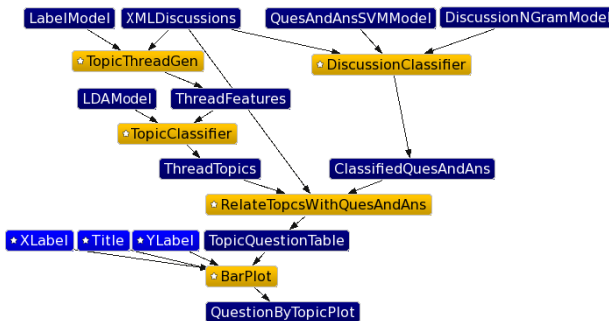 LabelModel
XMLDiscussions
QuesAndAnsSVMModel
DiscussionNGramModel
TopicThreadGen
DiscussionClassifier
LDAModel
ThreadFeatures
TopicClassifier
ThreadTopics
ClassifiedQuesAndAns
RelateTopcsWithQuesAndAns
XLabel
Title
YLabel
TopicQuestionTable
BarPlot
QuestionByTopicPlot